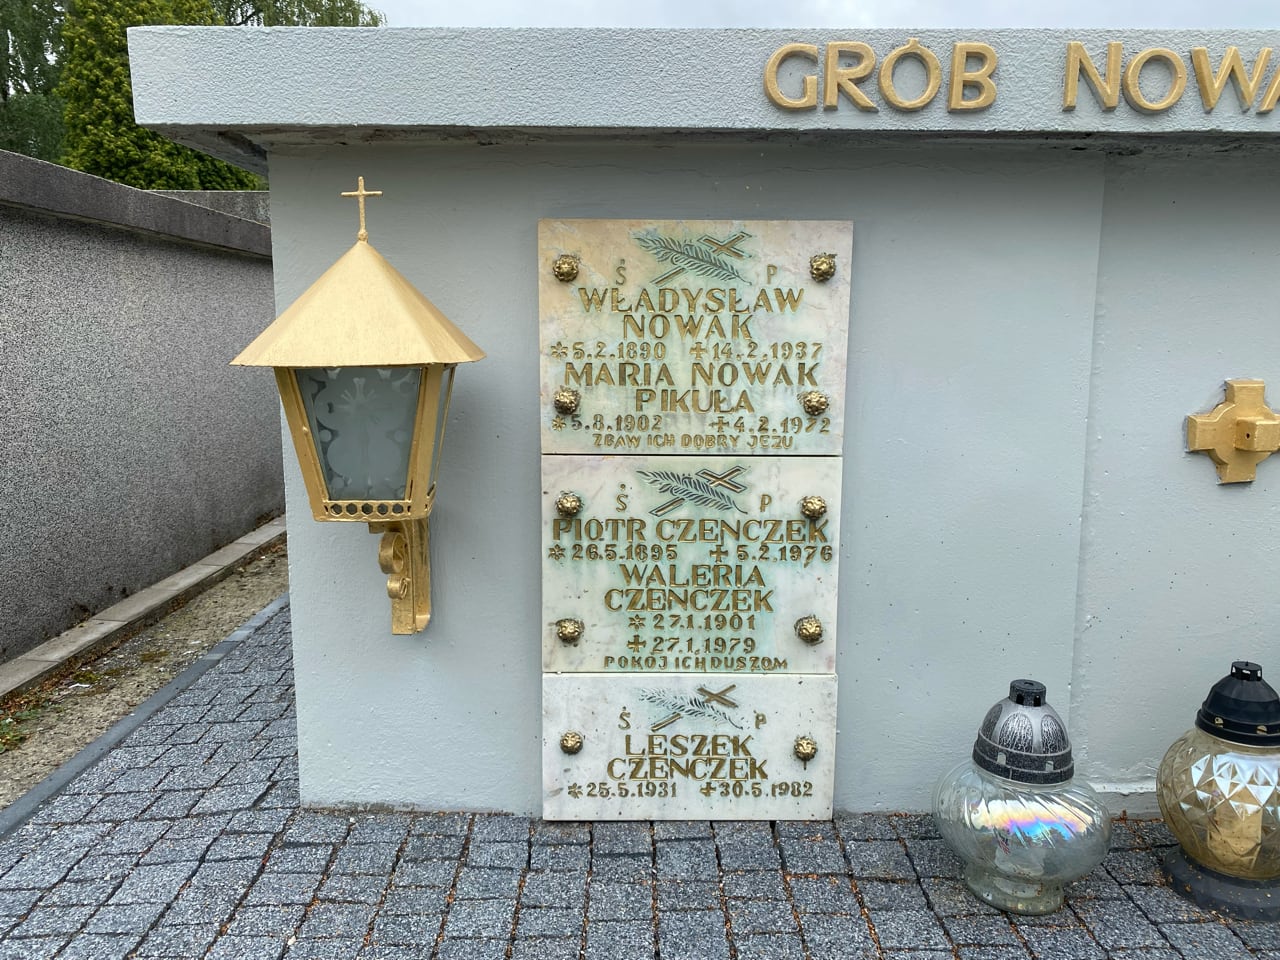 GRÓB NOWA
Ś P
WŁADYSŁAW
NOWAK
*5.2.1890 +14.2.1937
MARIA NOWAK
PIKUŁA
*5.8.1902 +4.2.1972
ZBAW ICH DOBRY JEZU
Ś P
PIOTR CZENCZEK
*26.5.1895 +5.2.1976
WALERIA
CZENCZEK
*27.1.1901
+27.1.1979
POKÓJ ICH DUSZOM
Ś P
LESZEK
CZENCZEK
*25.5.1931 +30.5.1982